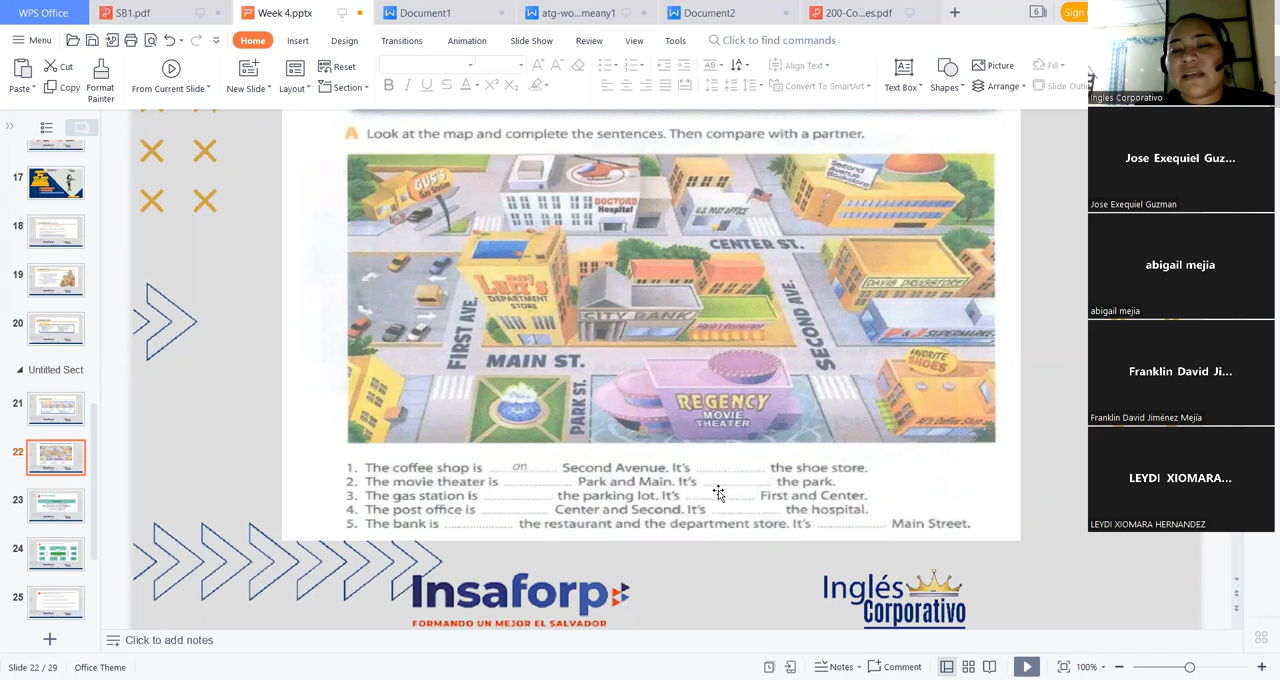 WPS Office
SB1.pdf
Week 4.pptx
Document1
atg-wo...meany1
Document2
200-Co...es.pdf
6
Sign
Menu
Home
Insert
Design
Transitions
Animation
Slide Show
Review
View
Tools
Click to find commands
Paste
Cut
Copy
Format
Painter
From Current Slide
New Slide
Layout
Reset
Section
Align Text
Convert To SmartArt
Text Box
Shapes
Picture
Arrange
Fill
Slide Outli
17
18
19
20
Untitled Sect
21
22
23
24
25
A Look at the map and complete the sentences. Then compare with a partner.
GUS'S
Gas Station
DOCTORS
Hospital
U.S. POST OFFICE
Second
Avenue
Bookstore
CENTER ST.
Luff's
DEPARTMENT
STORE
CITY BANK
DAVIS DRUGSTORE
P & J SUPERMARKET
FIRST AVE.
SECOND AVE.
MAIN ST.
PARK ST.
REGENCY
MOVIE
THEATER
FAVORITE
SHOES
Al's Coffee Shop
1. The coffee shop is on Second Avenue. It's the shoe store.
2. The movie theater is Park and Main. It's the park.
3. The gas station is the parking lot. It's First and Center.
4. The post office is Center and Second. It's the hospital.
5. The bank is the restaurant and the department store. It's Main Street.
Insaforp
FORMANDO UN MEJOR EL SALVADOR
Inglés
Corporativo
Click to add notes
Slide 22 / 29
Office Theme
Notes
Comment
100%
Ingles Corporativo
Jose Exequiel Guz...
Jose Exequiel Guzman
abigail mejia
abigail mejia
Franklin David Ji...
Franklin David Jiménez Mejía
LEYDI XIOMARA...
LEYDI XIOMARA HERNANDEZ